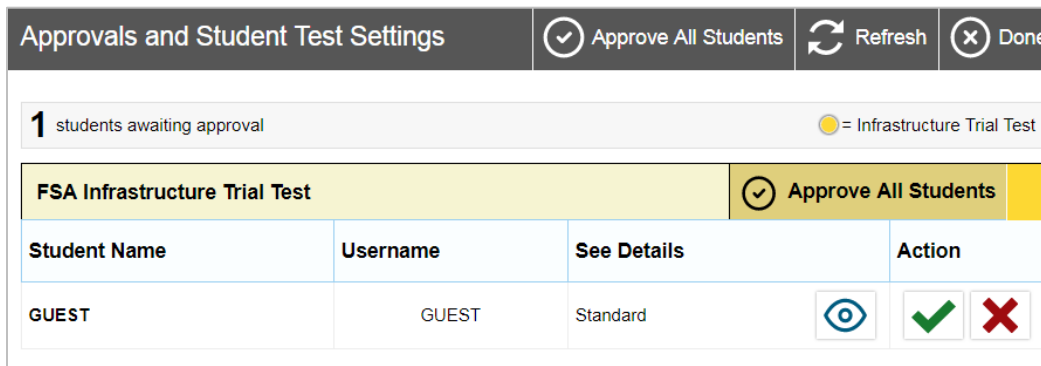 Approvals and Student Test Settings Approve All Students Refresh Done
1 students awaiting approval = Infrastructure Trial Test
FSA Infrastructure Trial Test Approve All Students
Student Name Username See Details Action
GUEST GUEST Standard